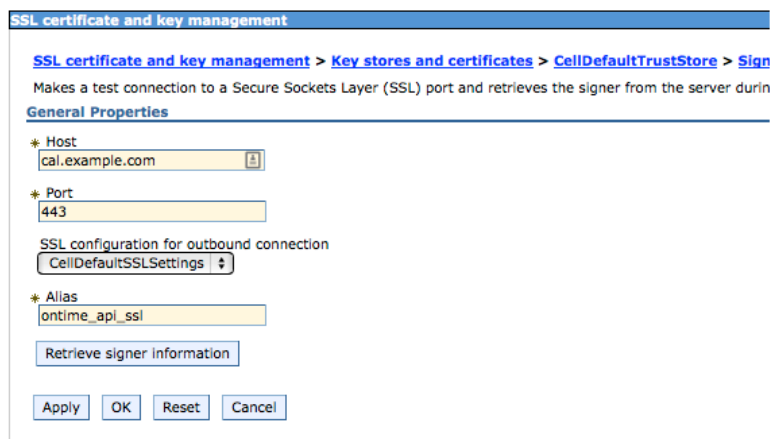 SSL certificate and key management
SSL certificate and key management > Key stores and certificates > CellDefaultTrustStore > Sign
Makes a test connection to a Secure Sockets Layer (SSL) port and retrieves the signer from the server durin
General Properties
* Host
cal.example.com
* Port
443
SSL configuration for outbound connection
CellDefaultSSLSettings
* Alias
ontime_api_ssl
Retrieve signer information
Apply OK Reset Cancel